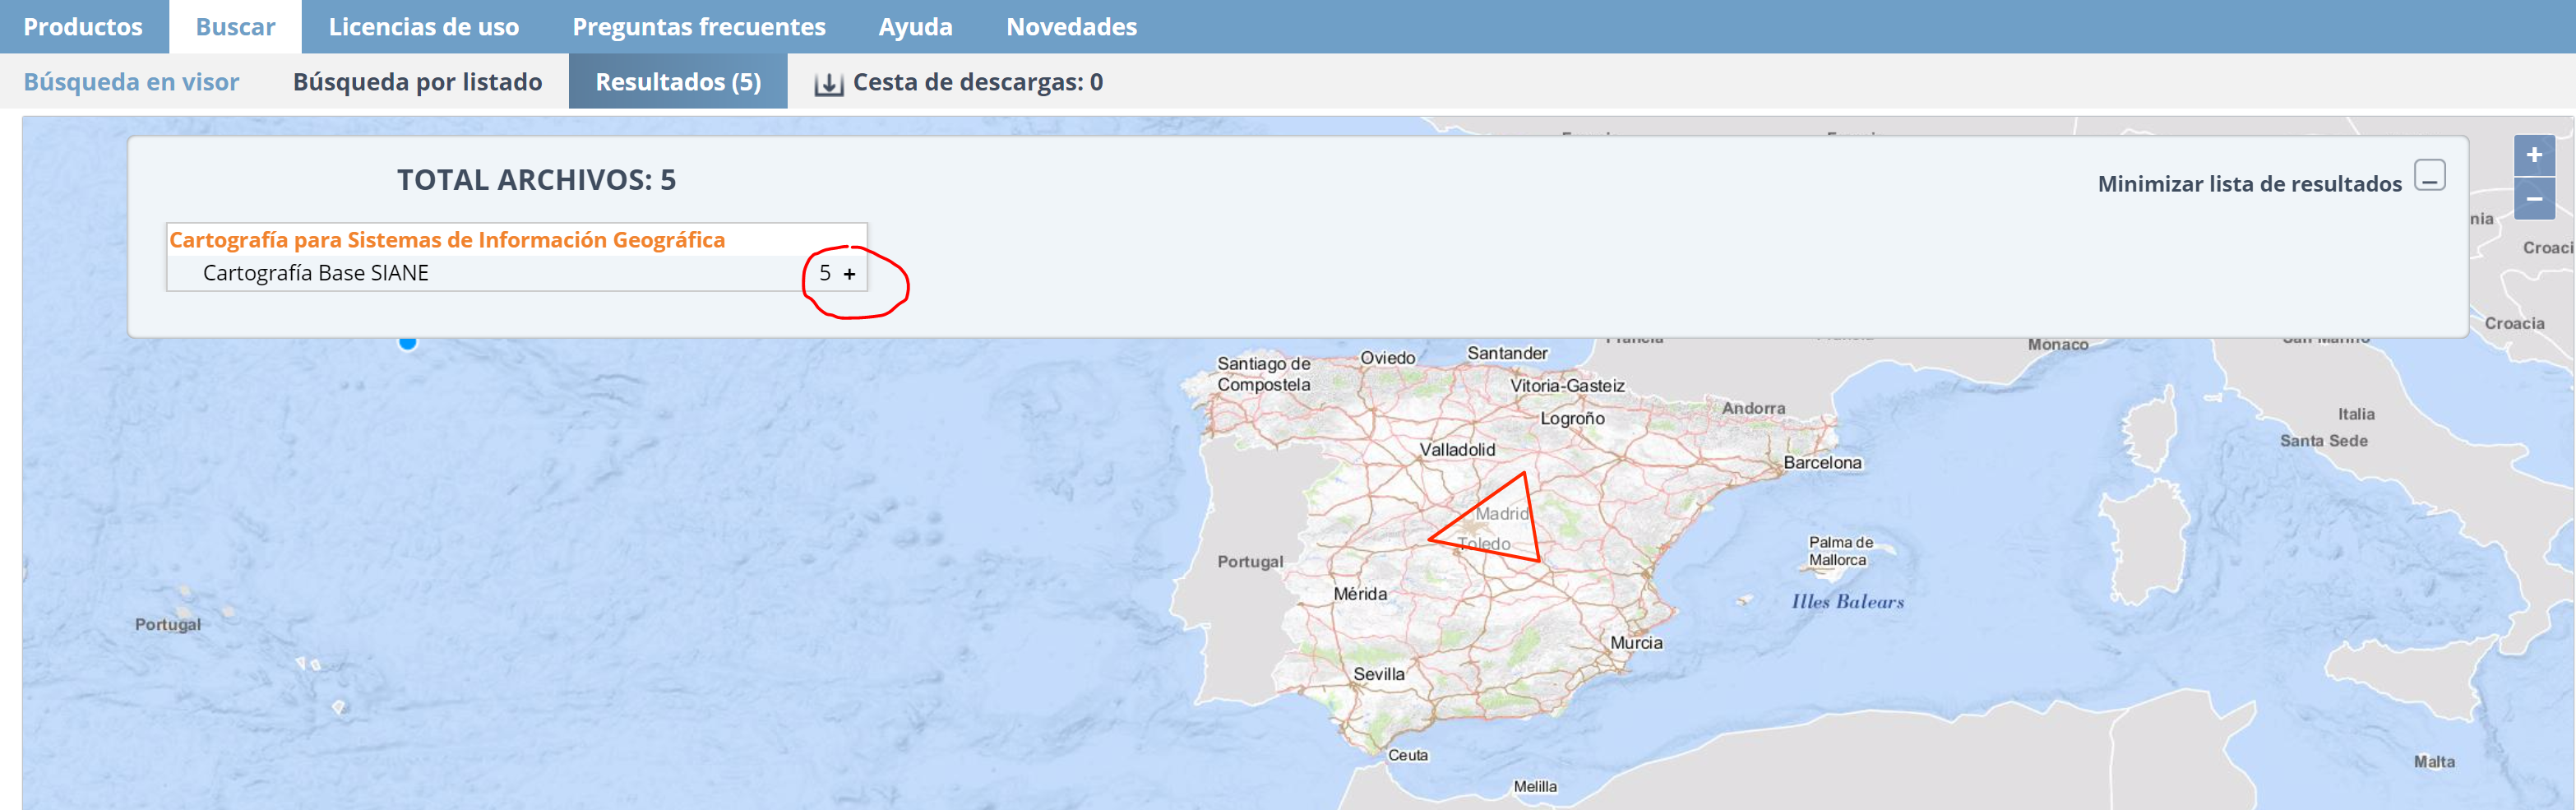 Productos Buscar Licencias de uso Preguntas frecuentes Ayuda Novedades
Búsqueda en visor Búsqueda por listado Resultados (5) Cesta de descargas: 0
TOTAL ARCHIVOS: 5
Minimizar lista de resultados
+
−
Cartografía para Sistemas de Información Geográfica
Cartografía Base SIANE 5 +
Croacia
Monaco
Santiago de
Compostela
Oviedo
Santander
Vitoria-Gasteiz
Logroño
Andorra
Italia
Santa Sede
Valladolid
Barcelona
Madrid
Toledo
Palma de
Mallorca
Portugal
Mérida
Illes Balears
Portugal
Murcia
Sevilla
Ceuta
Malta
Melilla